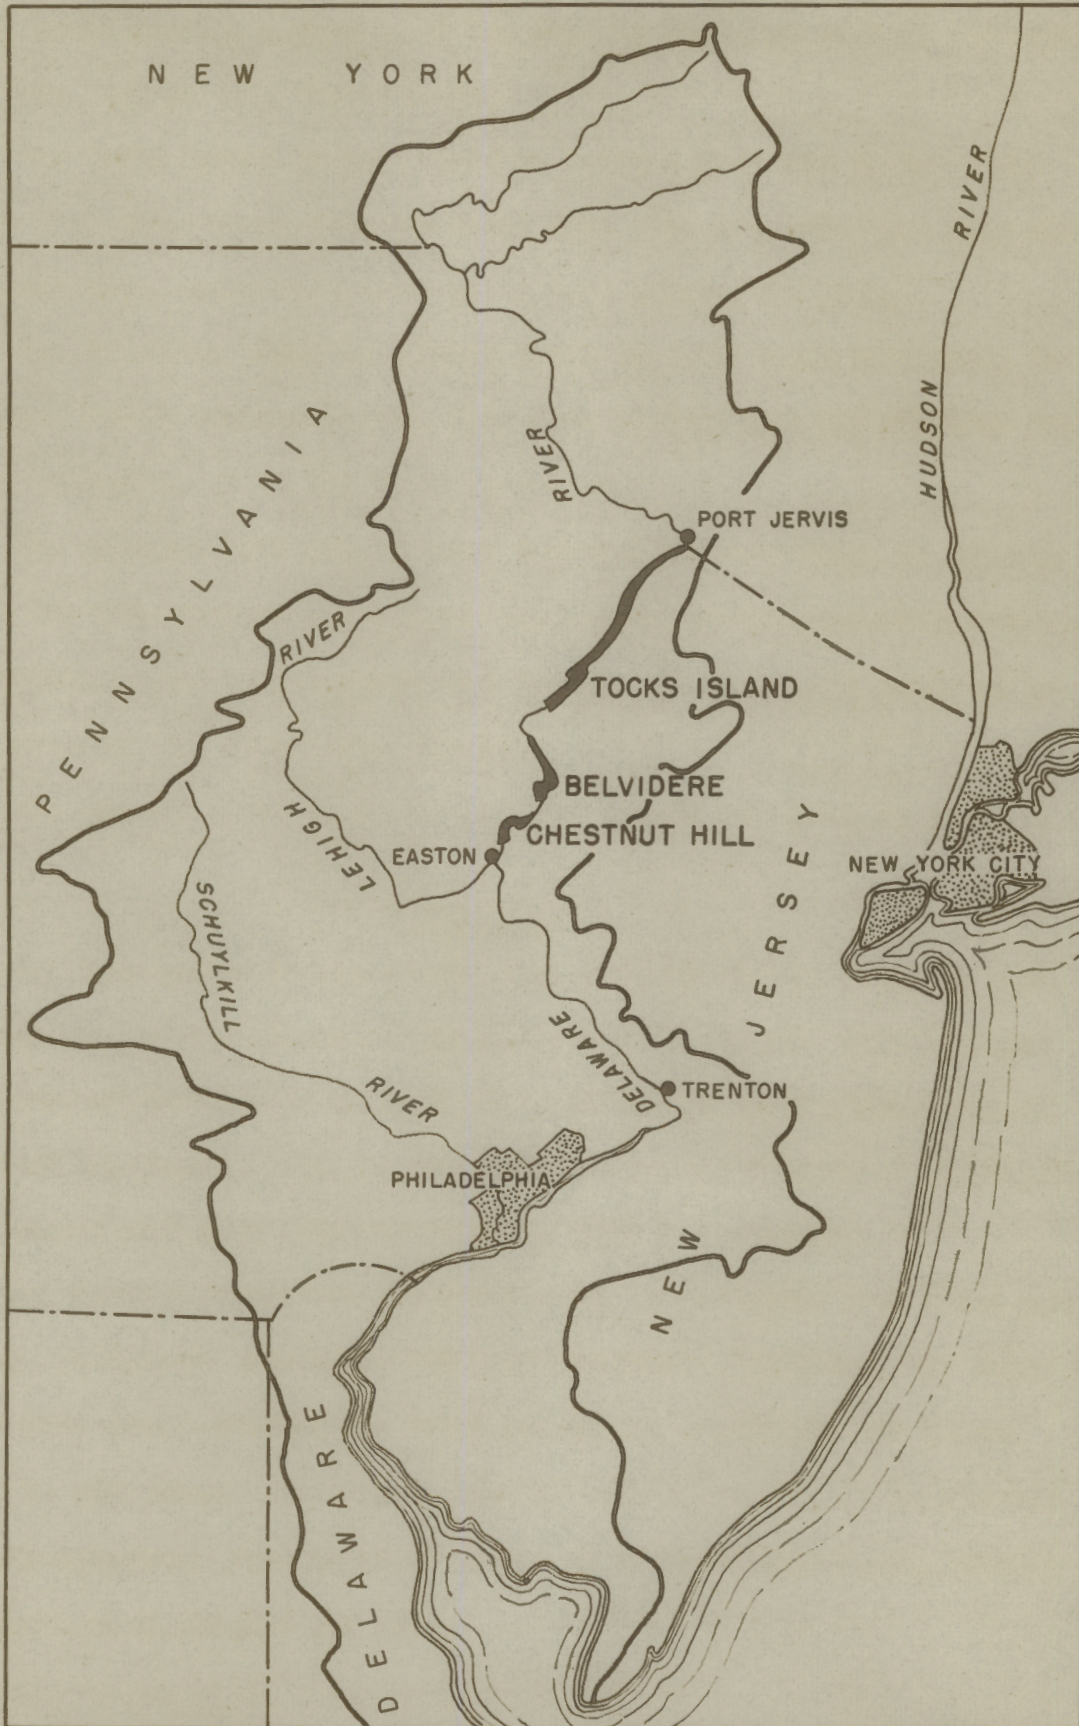 NEW YORK
RIVER
HUDSON
PENNSYLVANIA
RIVER
PORT JERVIS
RIVER
TOCKS ISLAND
BELVIDERE
CHESTNUT HILL
LEHIGH
EASTON
NEW YORK CITY
JERSEY
SCHUYLKILL
DELAWARE
RIVER
TRENTON
PHILADELPHIA
NEW
DELAWARE